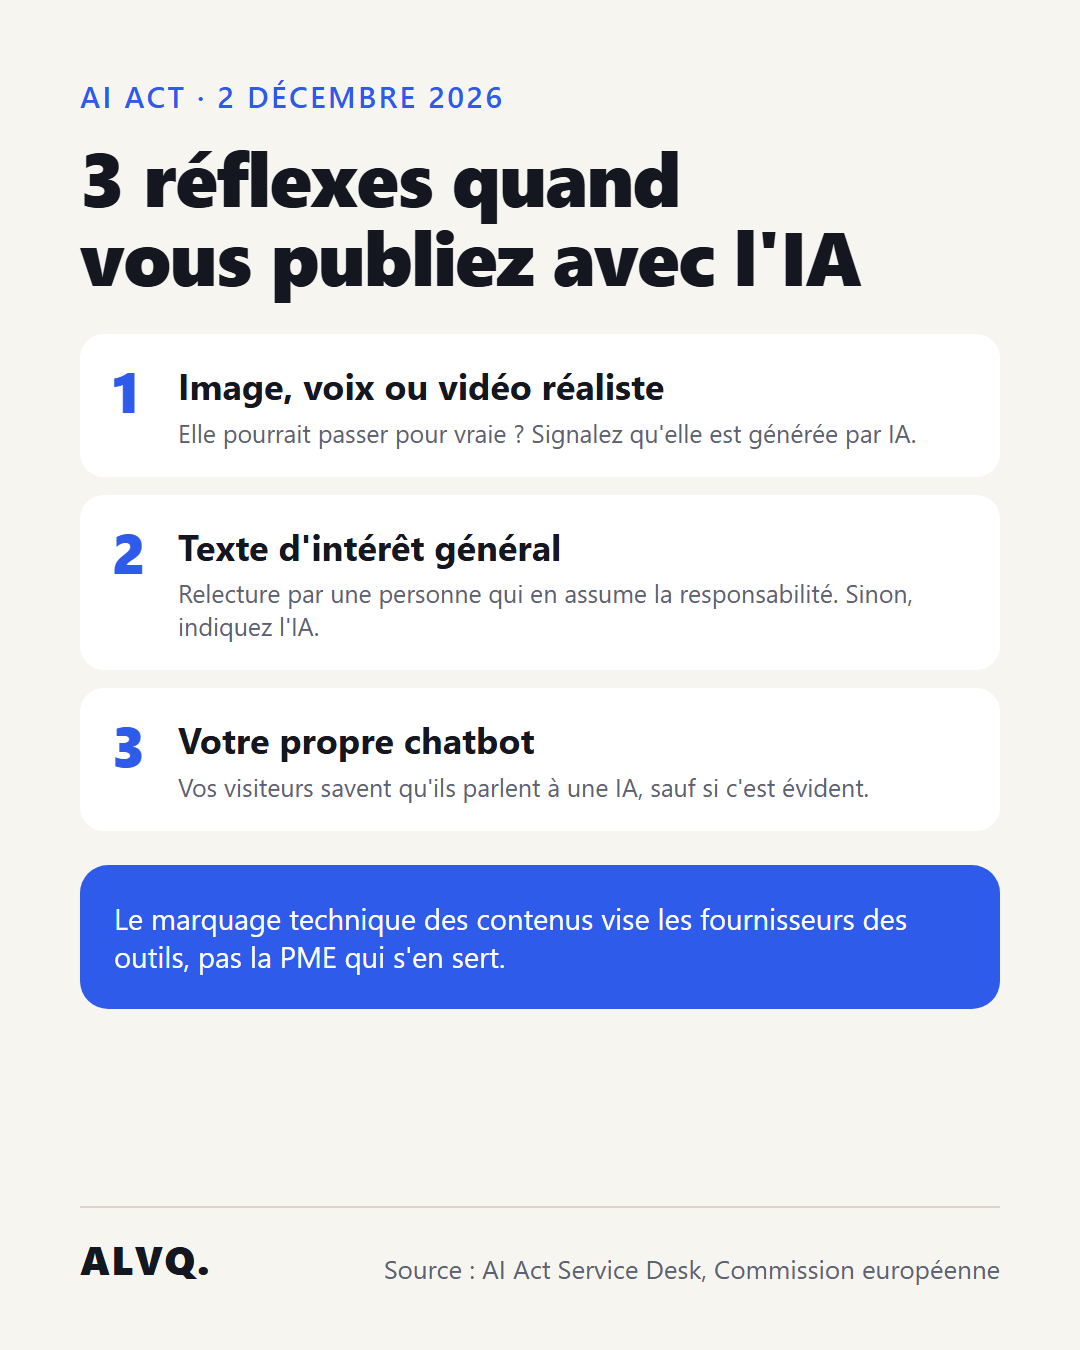 AI ACT · 2 DÉCEMBRE 2026
3 réflexes quand
vous publiez avec l'IA
1
Image, voix ou vidéo réaliste
Elle pourrait passer pour vraie ? Signalez qu'elle est générée par IA.
2
Texte d'intérêt général
Relecture par une personne qui en assume la responsabilité. Sinon,
indiquez l'IA.
3
Votre propre chatbot
Vos visiteurs savent qu'ils parlent à une IA, sauf si c'est évident.
Le marquage technique des contenus vise les fournisseurs des
outils, pas la PME qui s'en sert.
ALVQ.
Source : AI Act Service Desk, Commission européenne